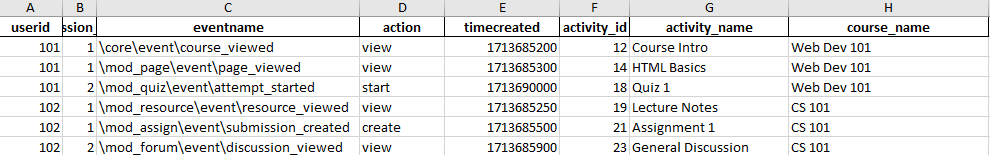 A B C D E F G H
userid ssion_ eventname action timecreated activity_id activity_name course_name
101 1 \core\event\course_viewed view 1713685200 12 Course Intro Web Dev 101
101 1 \mod_page\event\page_viewed view 1713685300 14 HTML Basics Web Dev 101
101 2 \mod_quiz\event\attempt_started start 1713690000 18 Quiz 1 Web Dev 101
102 1 \mod_resource\event\resource_viewed view 1713685250 19 Lecture Notes CS 101
102 1 \mod_assign\event\submission_created create 1713685500 21 Assignment 1 CS 101
102 2 \mod_forum\event\discussion_viewed view 1713685900 23 General Discussion CS 101